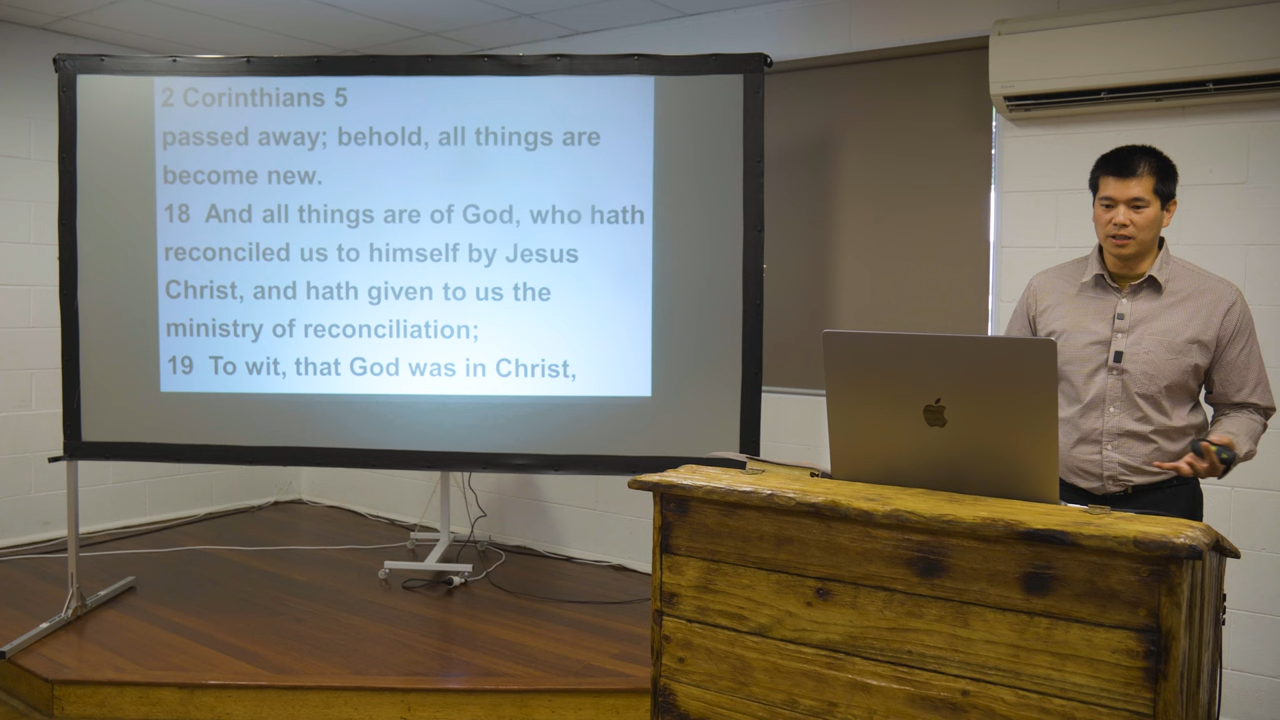 2 Corinthians 5
passed away; behold, all things are
become new.
18 And all things are of God, who hath
reconciled us to himself by Jesus
Christ, and hath given to us the
ministry of reconciliation;
19 To wit, that God was in Christ,